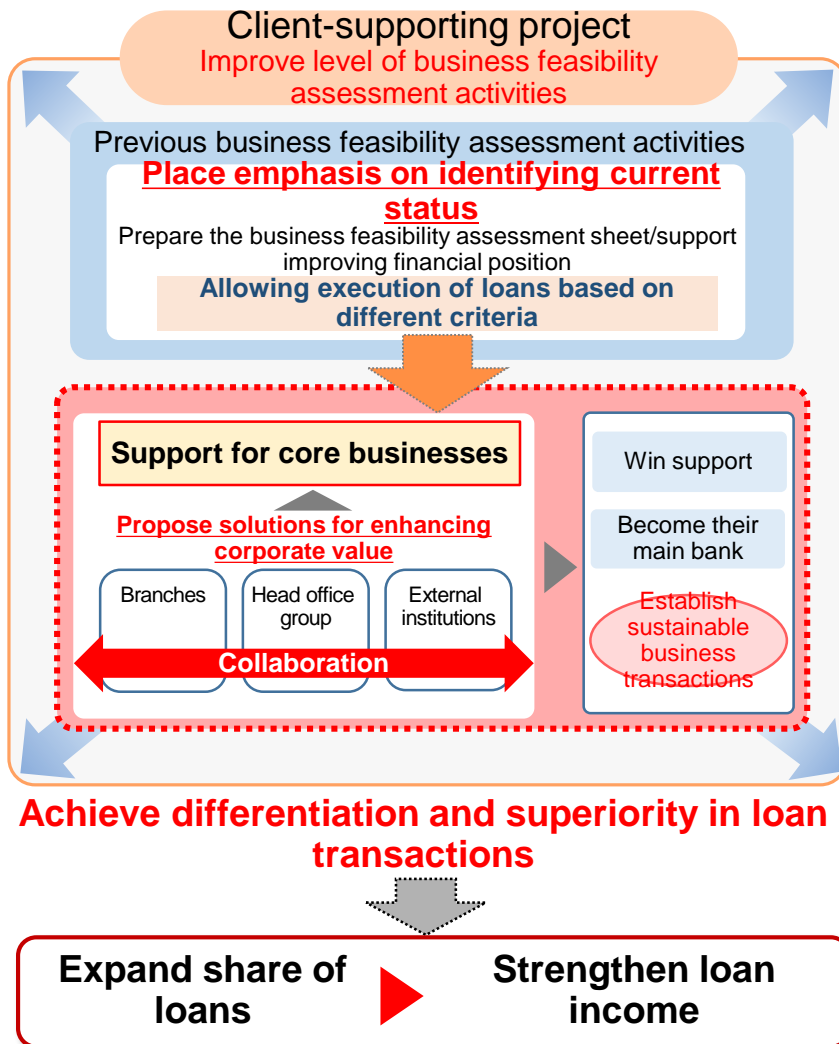 Client-supporting project
Improve level of business feasibility
assessment activities
Previous business feasibility assessment activities
Place emphasis on identifying current
status
Prepare the business feasibility assessment sheet/support
improving financial position
Allowing execution of loans based on
different criteria
Support for core businesses
Propose solutions for enhancing
corporate value
Branches
Head office
group
External
institutions
Collaboration
Win support
Become their
main bank
Establish
sustainable
business
transactions
Achieve differentiation and superiority in loan
transactions
Expand share of
loans
Strengthen loan
income